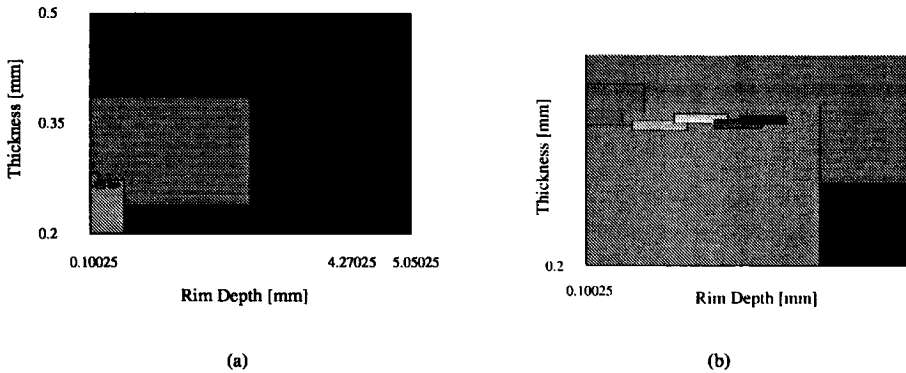 0.5
0.35
0.2
Thickness [mm]
0.10025
4.27025
5.05025
Rim Depth [mm]
(a)
Thickness [mm]
0.2
0.10025
Rim Depth [mm]
(b)